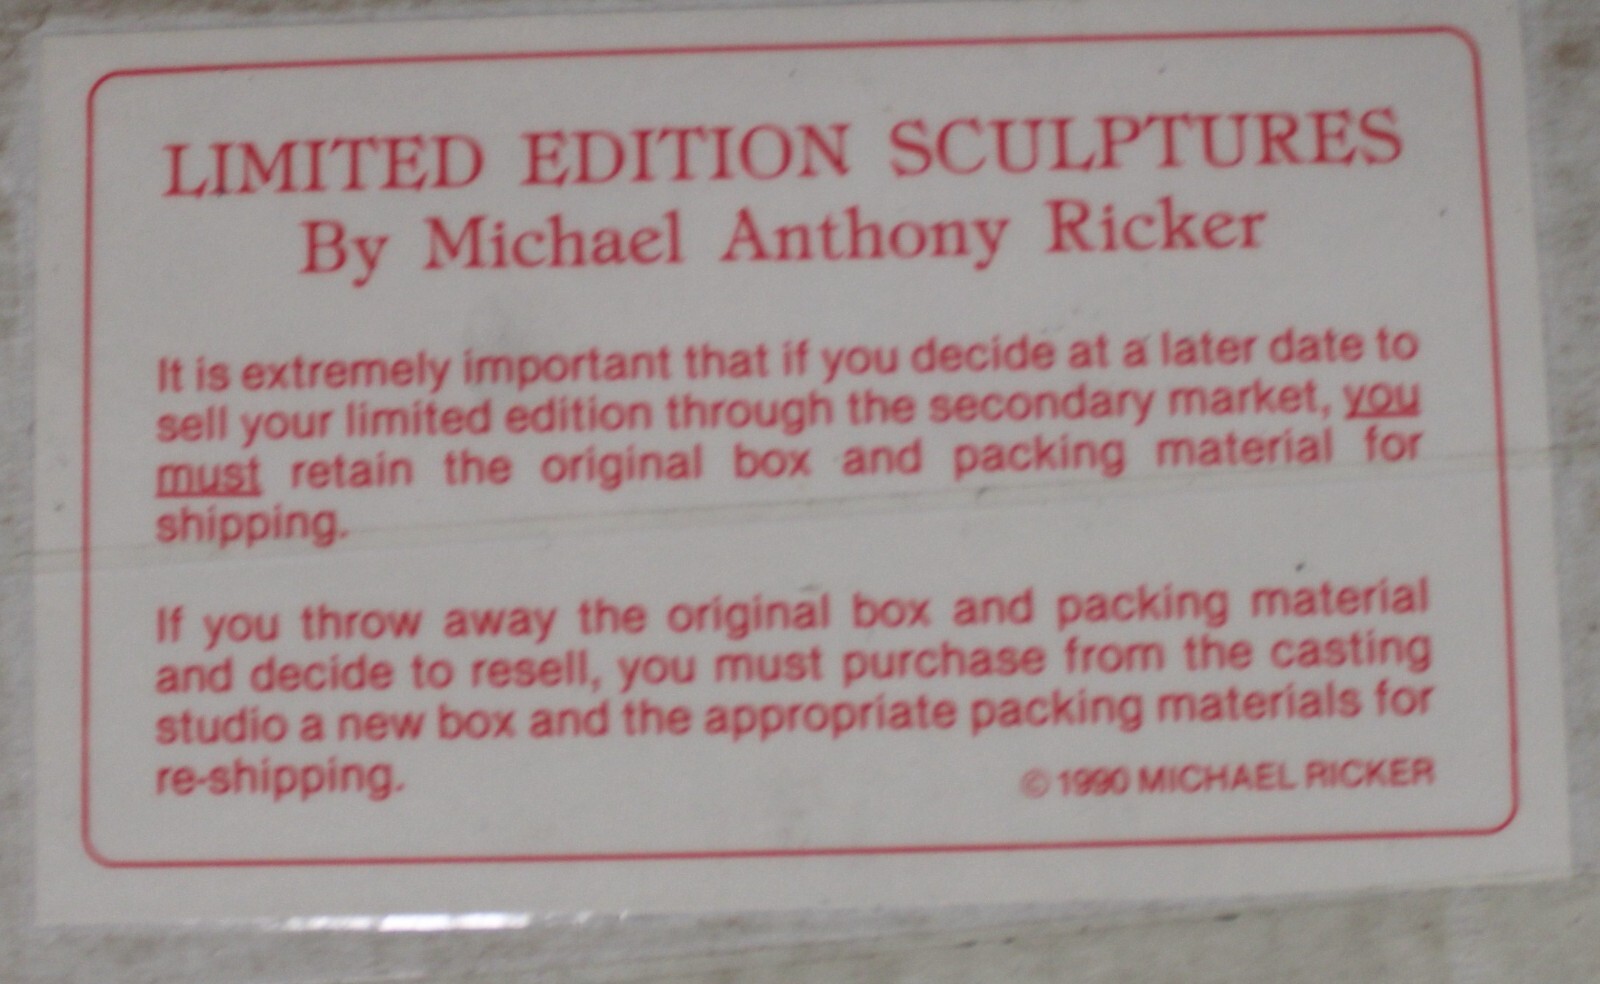 LIMITED EDITION SCULPTURES
By Michael Anthony Ricker
It is extremely important that if you decide at a later date to
sell your limited edition through the secondary market, you
must retain the original box and packing material for
shipping.
If you throw away the original box and packing material
and decide to resell, you must purchase from the casting
studio a new box and the appropriate packing materials for
re-shipping.
© 1990 MICHAEL RICKER